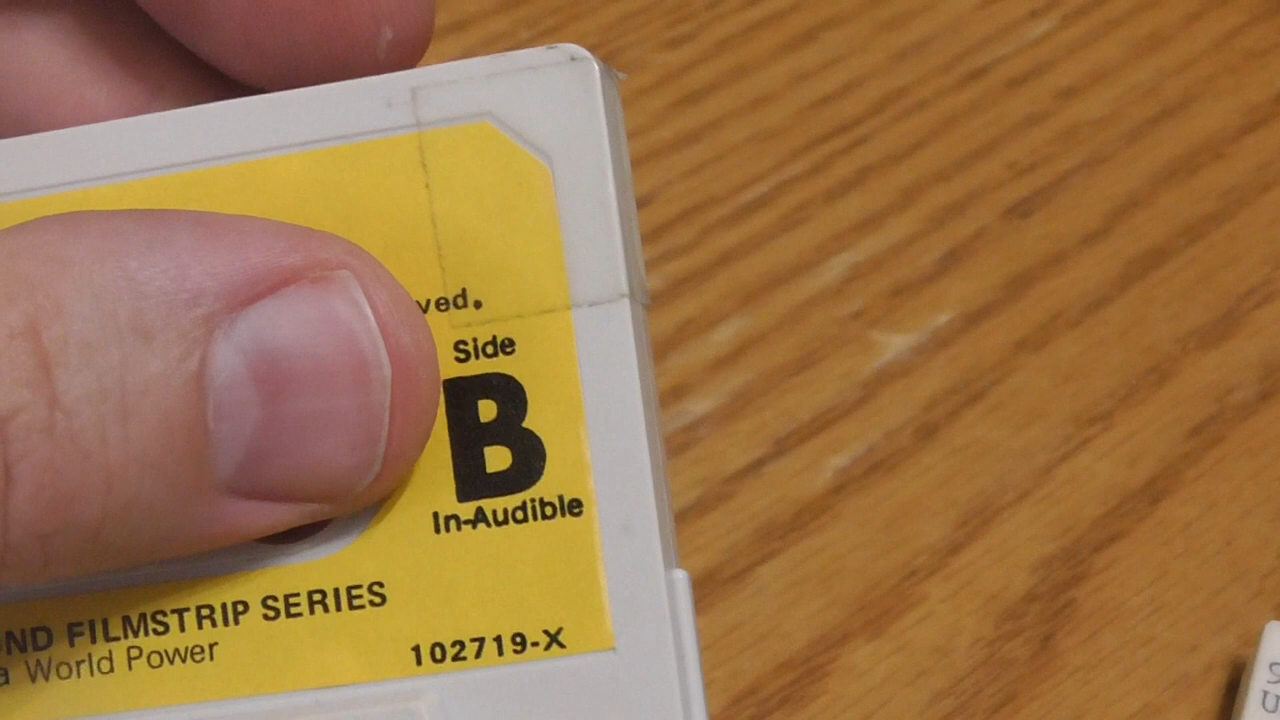 ved.
Side
B
In-Audible
ND FILMSTRIP SERIES
a World Power
102719-X